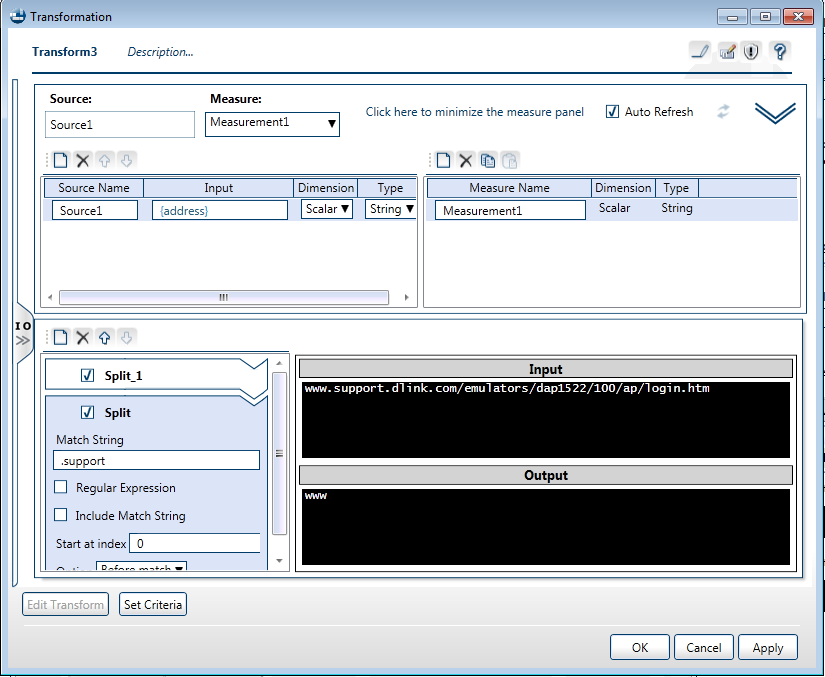 Transformation
Transform3 Description...
Source: Measure:
Source1 Measurement1 Click here to minimize the measure panel Auto Refresh
Source Name Input Dimension Type
Source1 {address} Scalar String
Measure Name Dimension Type
Measurement1 Scalar String
I O
Split_1
Split
Match String
.support
Regular Expression
Include Match String
Start at index 0
Option Before match
Input
www.support.dlink.com/emulators/dap1522/100/ap/login.htm
Output
www
Edit Transform Set Criteria
OK Cancel Apply